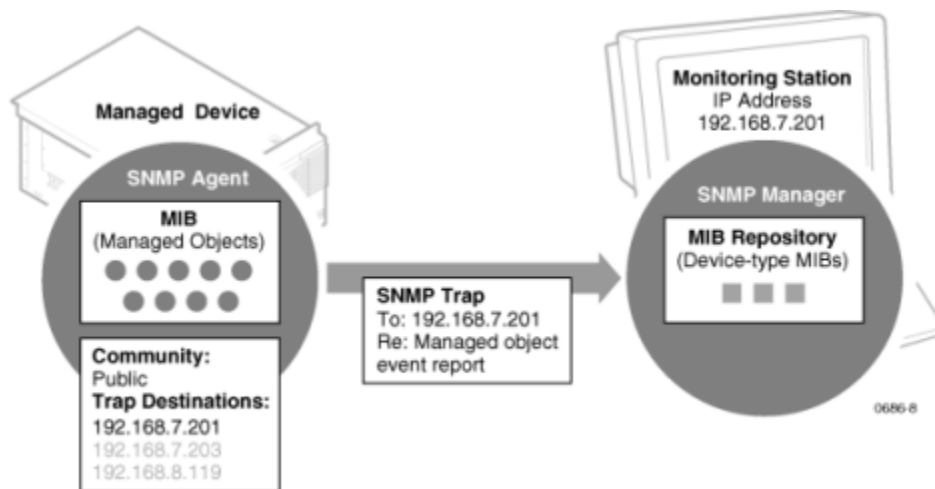 Managed Device
SNMP Agent
MIB
(Managed Objects)
Community:
Public
Trap Destinations:
192.168.7.201
192.168.7.203
192.168.8.119
SNMP Trap
To: 192.168.7.201
Re: Managed object
event report
Monitoring Station
IP Address
192.168.7.201
SNMP Manager
MIB Repository
(Device-type MIBs)
0686-8